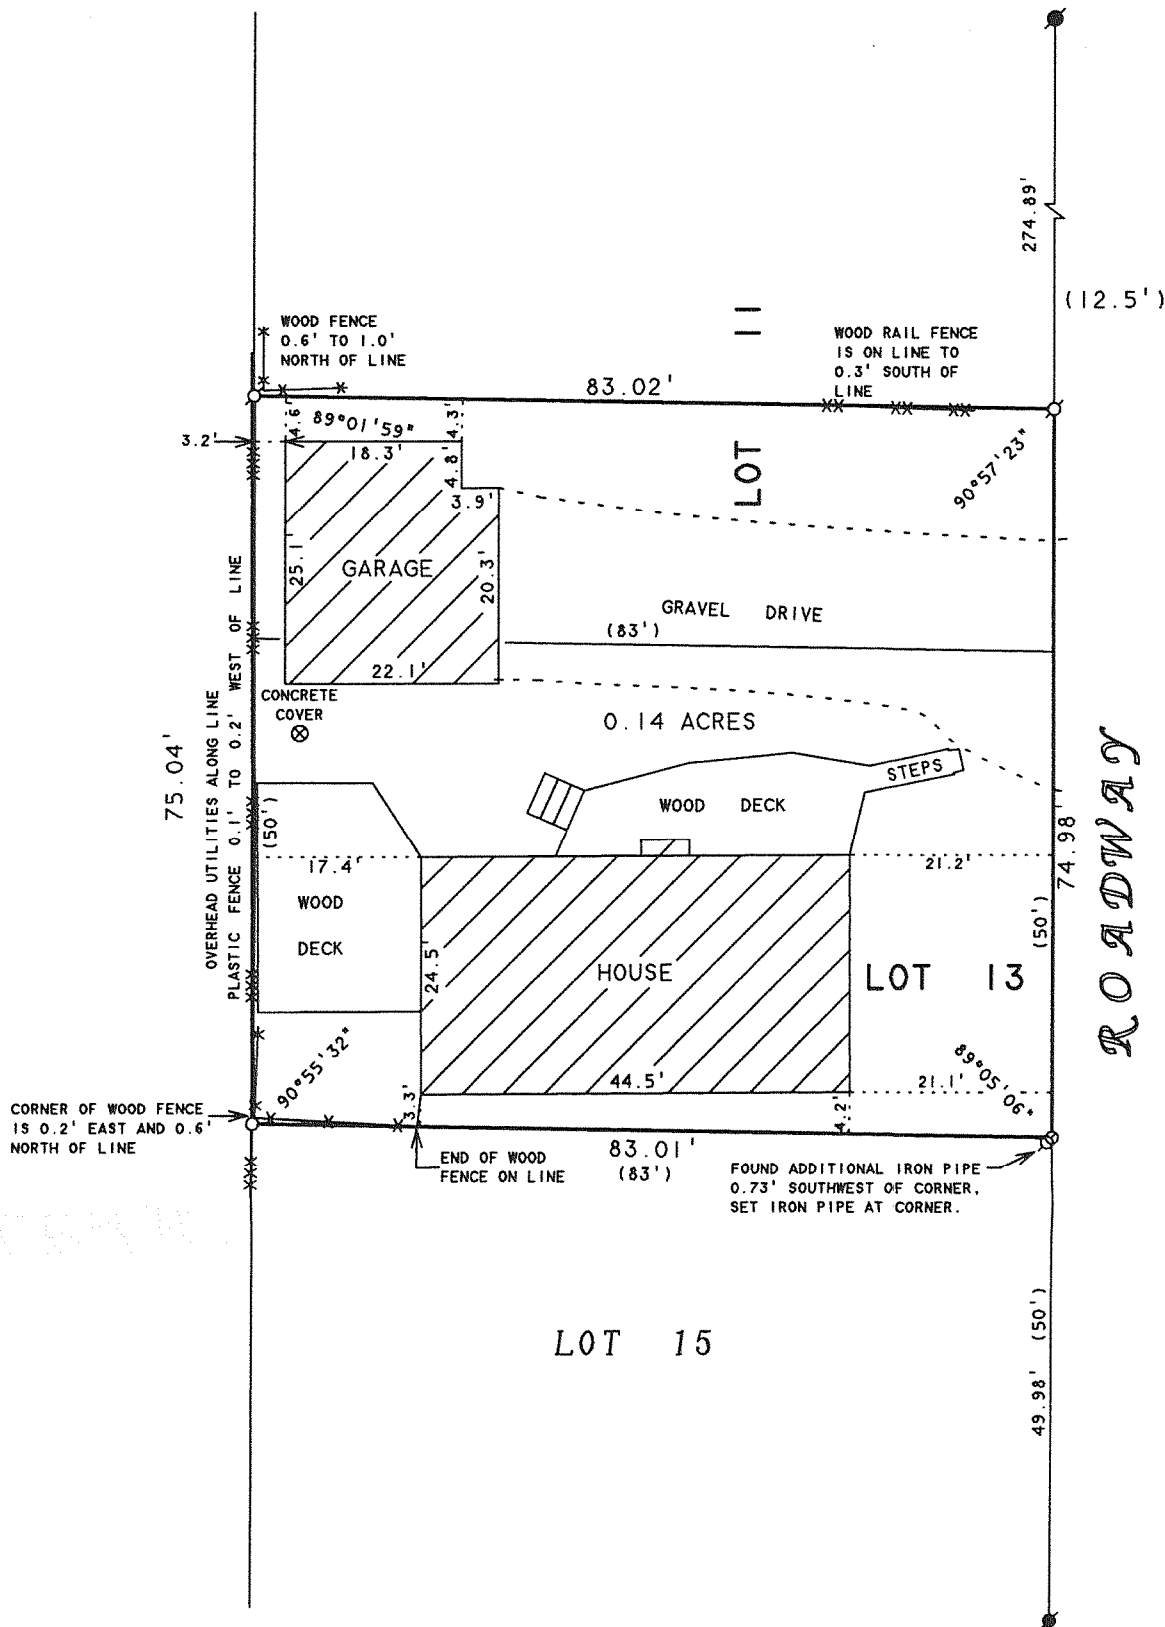 274.89'
(12.5')
WOOD FENCE
0.6' TO 1.0'
NORTH OF LINE
LOT 11
WOOD RAIL FENCE
IS ON LINE TO
0.3' SOUTH OF
LINE
83.02'
4.6'
89°01'59"
4.3'
3.2'
18.3'
4.8'
3.9'
90°57'23"
25.1'
GARAGE
20.3'
GRAVEL DRIVE
(83')
22.1'
CONCRETE
COVER
0.14 ACRES
75.04'
OVERHEAD UTILITIES ALONG LINE
PLASTIC FENCE 0.1' TO 0.2' WEST OF LINE
(50')
STEPS
WOOD DECK
ROADWAY
74.98'
(50')
17.4'
21.2'
WOOD
DECK
24.5'
HOUSE
LOT 13
90°55'32"
44.5'
21.1'
89°05'06"
3.3'
4.2'
CORNER OF WOOD FENCE
IS 0.2' EAST AND 0.6'
NORTH OF LINE
83.01'
(83')
END OF WOOD
FENCE ON LINE
FOUND ADDITIONAL IRON PIPE
0.73' SOUTHWEST OF CORNER,
SET IRON PIPE AT CORNER.
LOT 15
49.98' (50')